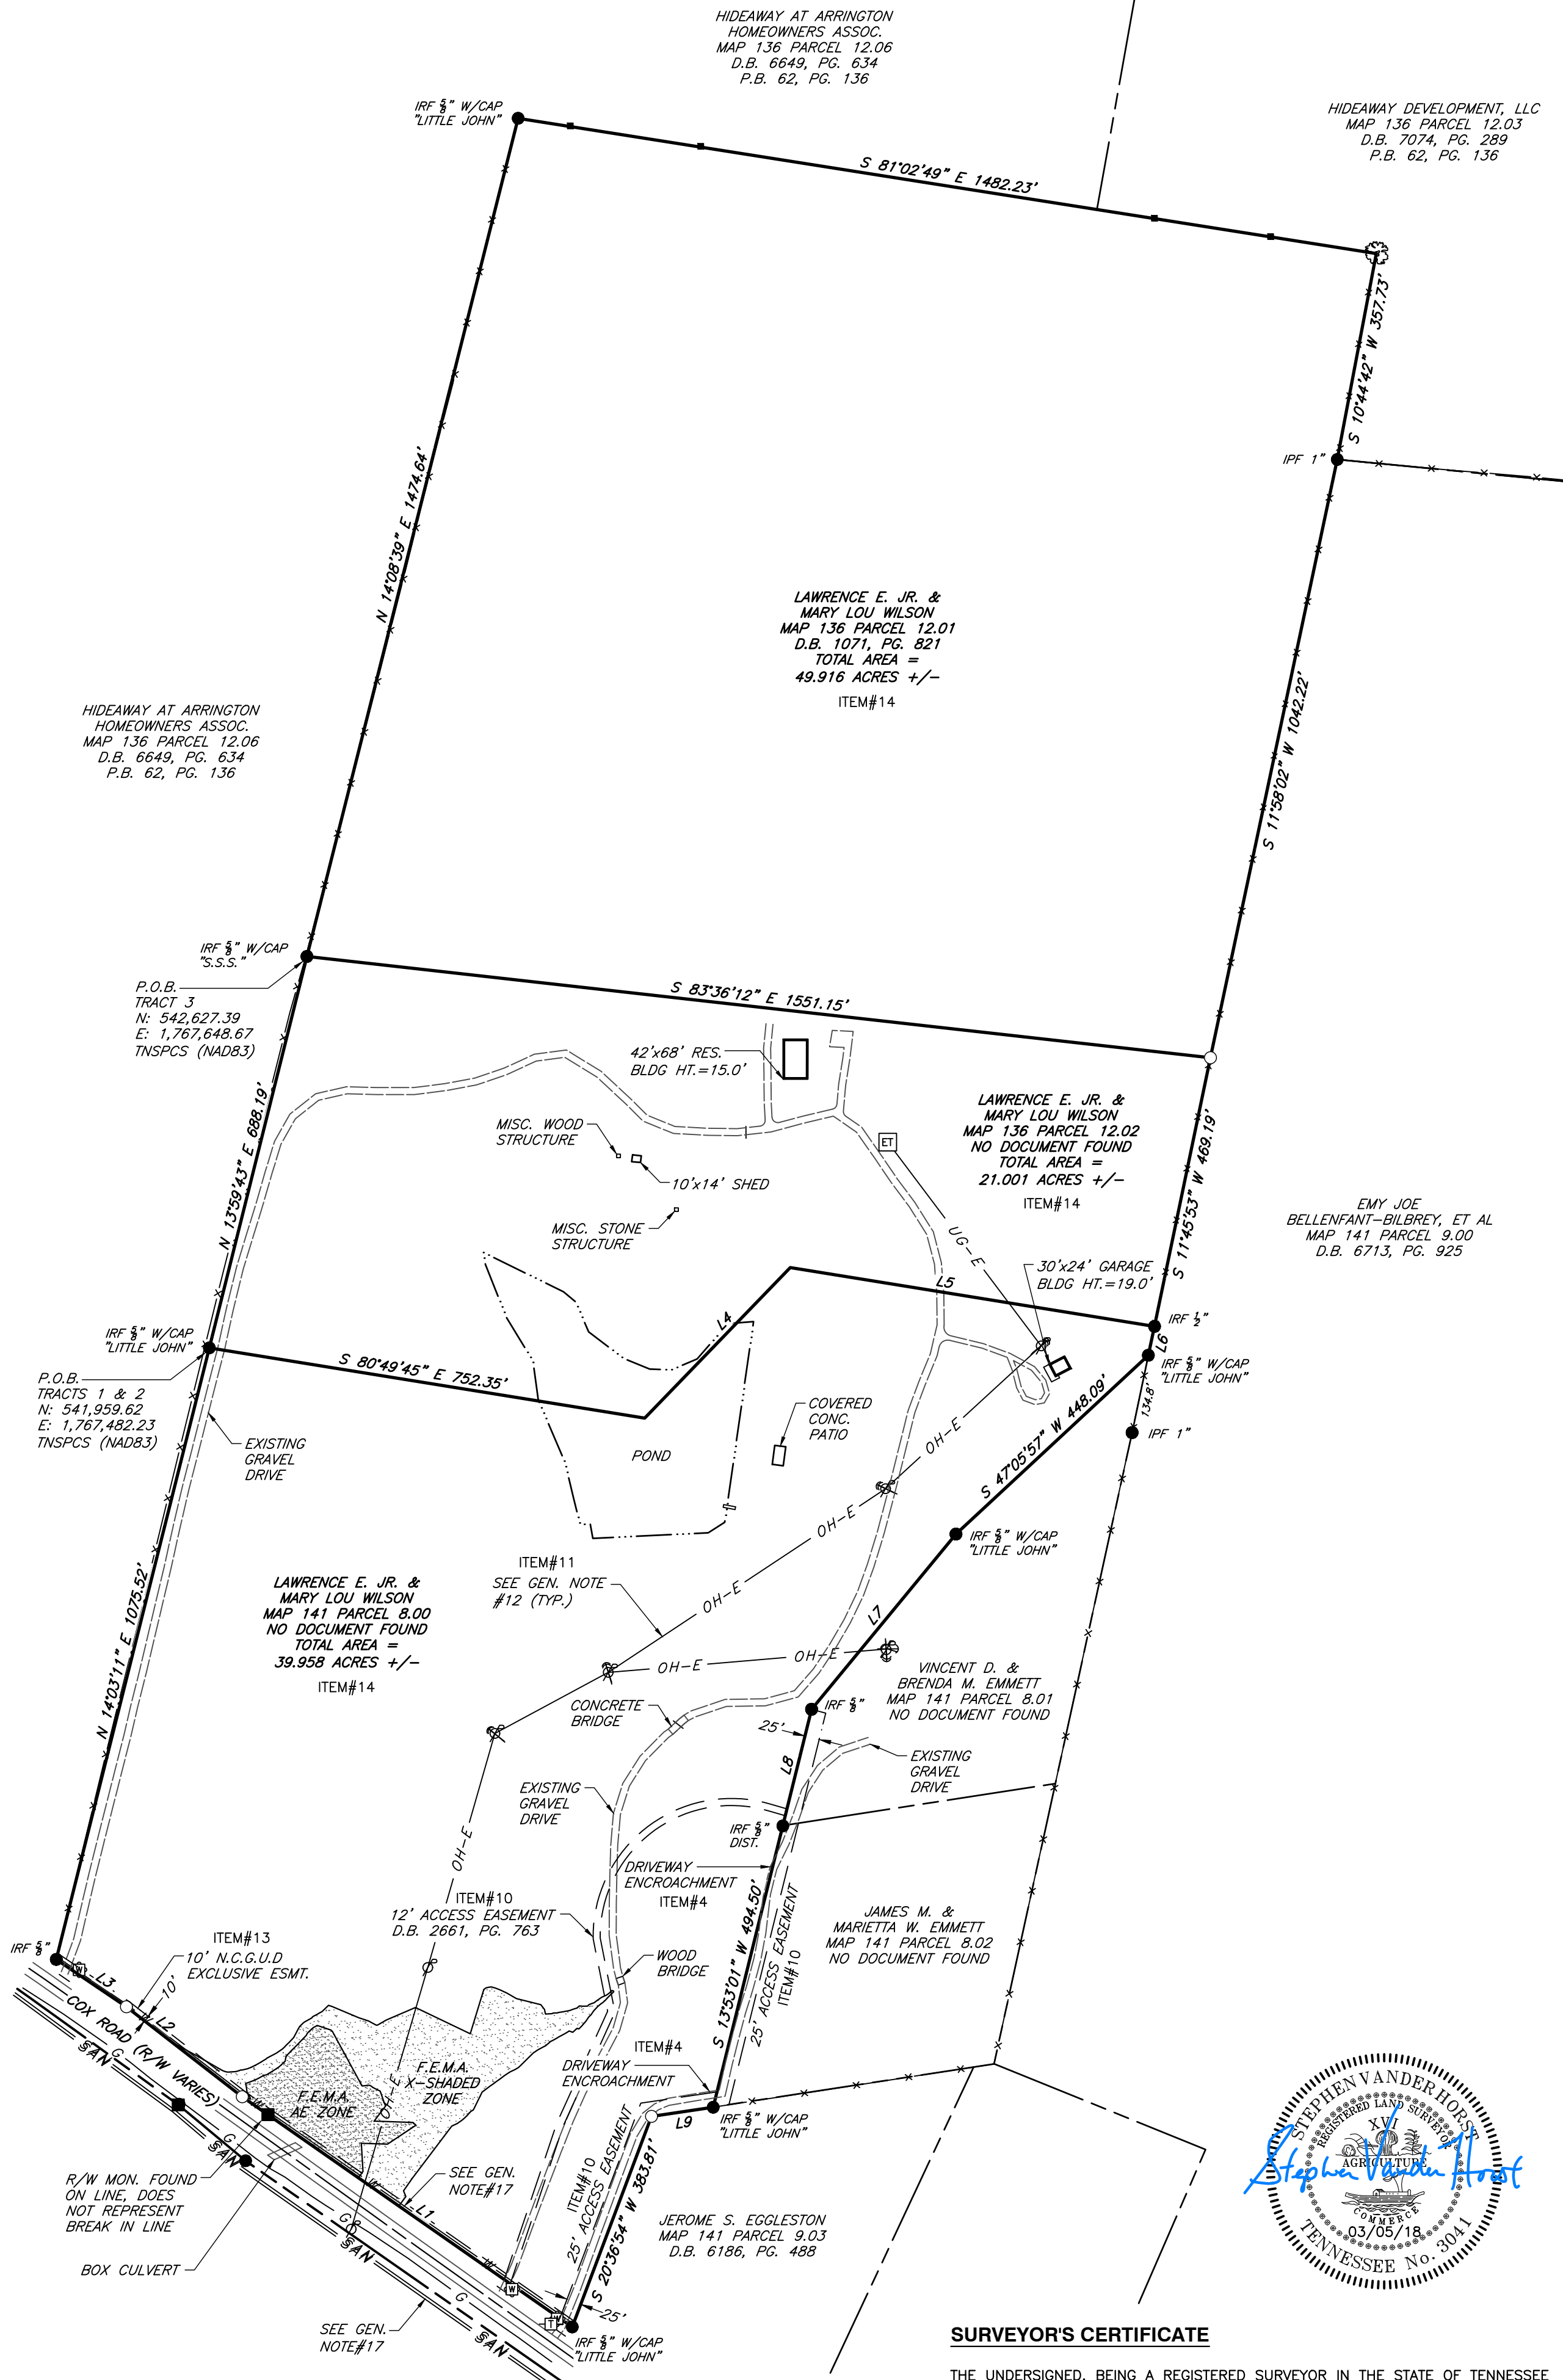 HIDEAWAY AT ARRINGTON
HOMEOWNERS ASSOC.
MAP 136 PARCEL 12.06
D.B. 6649, PG. 634
P.B. 62, PG. 136
HIDEAWAY DEVELOPMENT, LLC
MAP 136 PARCEL 12.03
D.B. 7074, PG. 289
P.B. 62, PG. 136
IRF 5/8" W/CAP
"LITTLE JOHN"
S 81°02'49" E 1482.23'
S 10°44'42" W 357.73'
IPF 1"
N 14°08'39" E 1474.64'
LAWRENCE E. JR. &
MARY LOU WILSON
MAP 136 PARCEL 12.01
D.B. 1071, PG. 821
TOTAL AREA =
49.916 ACRES +/-
ITEM#14
S 11°58'02" W 1042.22'
HIDEAWAY AT ARRINGTON
HOMEOWNERS ASSOC.
MAP 136 PARCEL 12.06
D.B. 6649, PG. 634
P.B. 62, PG. 136
IRF 5/8" W/CAP
"S.S.S."
P.O.B.
TRACT 3
N: 542,627.39
E: 1,767,648.67
TNSPCS (NAD83)
S 83°36'12" E 1551.15'
42'x68' RES.
BLDG HT.=15.0'
MISC. WOOD
STRUCTURE
10'x14' SHED
MISC. STONE
STRUCTURE
ET
UG-E
LAWRENCE E. JR. &
MARY LOU WILSON
MAP 136 PARCEL 12.02
NO DOCUMENT FOUND
TOTAL AREA =
21.001 ACRES +/-
ITEM#14
S 11°45'53" W 469.19'
EMY JOE
BELLENFANT-BILBREY, ET AL
MAP 141 PARCEL 9.00
D.B. 6713, PG. 925
30'x24' GARAGE
BLDG HT.=19.0'
N 13°59'43" E 688.19'
L4
L5
IRF 1/2"
L6
IRF 5/8" W/CAP
"LITTLE JOHN"
134.8'
IPF 1"
IRF 5/8" W/CAP
"LITTLE JOHN"
P.O.B.
TRACTS 1 & 2
N: 541,959.62
E: 1,767,482.23
TNSPCS (NAD83)
S 80°49'45" E 752.35'
EXISTING
GRAVEL
DRIVE
POND
COVERED
CONC.
PATIO
OH-E
S 47°05'57" W 448.09'
OH-E
IRF 5/8" W/CAP
"LITTLE JOHN"
ITEM#11
SEE GEN. NOTE
#12 (TYP.)
OH-E
L7
LAWRENCE E. JR. &
MARY LOU WILSON
MAP 141 PARCEL 8.00
NO DOCUMENT FOUND
TOTAL AREA =
39.958 ACRES +/-
ITEM#14
N 14°03'11" E 1075.52'
OH-E
OH-E
VINCENT D. &
BRENDA M. EMMETT
MAP 141 PARCEL 8.01
NO DOCUMENT FOUND
CONCRETE
BRIDGE
IRF 5/8"
25'
L8
EXISTING
GRAVEL
DRIVE
EXISTING
GRAVEL
DRIVE
IRF 5/8"
DIST.
OH-E
DRIVEWAY
ENCROACHMENT
ITEM#4
ITEM#10
12' ACCESS EASEMENT
D.B. 2661, PG. 763
S 13°53'01" W 494.50'
25' ACCESS EASEMENT
ITEM#10
JAMES M. &
MARIETTA W. EMMETT
MAP 141 PARCEL 8.02
NO DOCUMENT FOUND
IRF 5/8"
ITEM#13
10' N.C.G.U.D
EXCLUSIVE ESMT.
W
L3
10'
L2
WOOD
BRIDGE
COX ROAD (R/W VARIES)
G
SAN
F.E.M.A.
X-SHADED
ZONE
F.E.M.A.
AE ZONE
OH-E
ITEM#4
DRIVEWAY
ENCROACHMENT
L9
IRF 5/8" W/CAP
"LITTLE JOHN"
R/W MON. FOUND
ON LINE, DOES
NOT REPRESENT
BREAK IN LINE
G
SAN
SEE GEN.
NOTE#17
L1
ITEM#10
25' ACCESS EASEMENT
S 20°36'54" W 383.81'
JEROME S. EGGLESTON
MAP 141 PARCEL 9.03
D.B. 6186, PG. 488
BOX CULVERT
G
SAN
W
W
W
T
25'
G
SAN
SEE GEN.
NOTE#17
IRF 5/8" W/CAP
"LITTLE JOHN"
STEPHEN VANDER HORST
REGISTERED LAND SURVEYOR
XVI
AGRICULTURE
Stephen Vander Horst
COMMERCE
03/05/18
TENNESSEE No. 3041
SURVEYOR'S CERTIFICATE
THE UNDERSIGNED, BEING A REGISTERED SURVEYOR IN THE STATE OF TENNESSEE